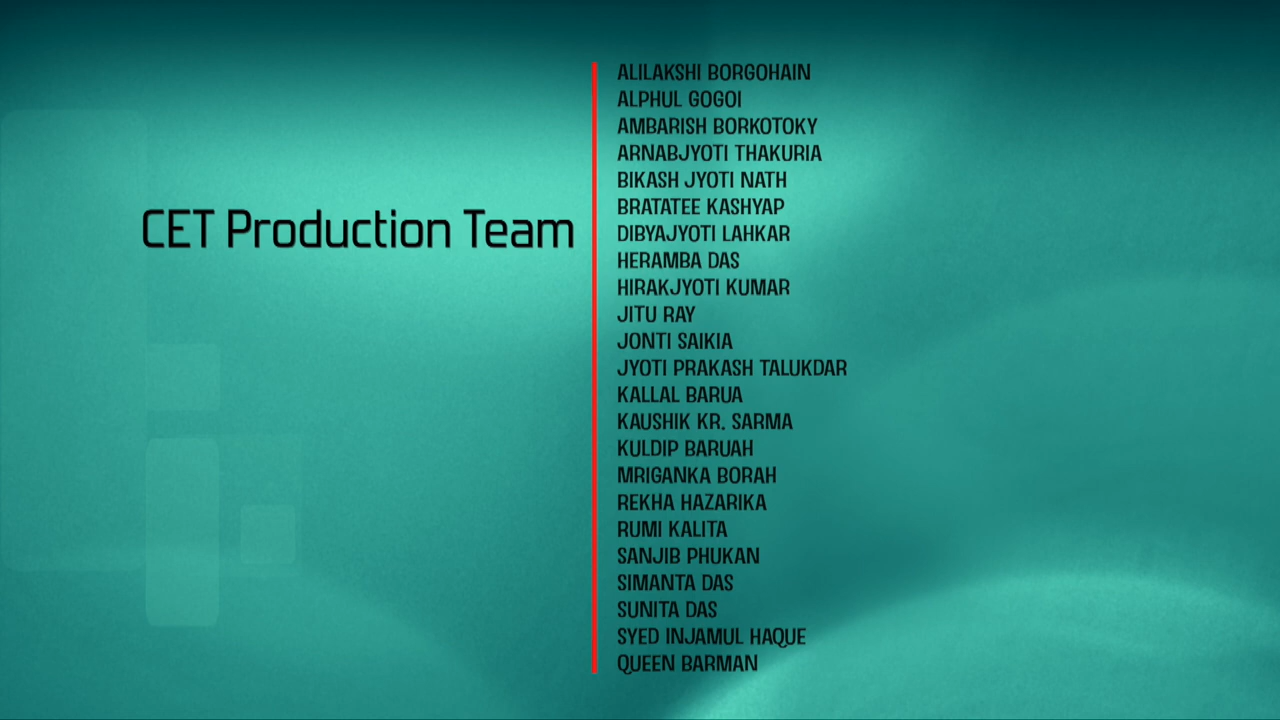 CET Production Team
ALILAKSHI BORGOHAIN
ALPHUL GOGOI
AMBARISH BORKOTOKY
ARNABJYOTI THAKURIA
BIKASH JYOTI NATH
BRATATEE KASHYAP
DIBYAJYOTI LAHKAR
HERAMBA DAS
HIRAKJYOTI KUMAR
JITU RAY
JONTI SAIKIA
JYOTI PRAKASH TALUKDAR
KALLAL BARUA
KAUSHIK KR. SARMA
KULDIP BARUAH
MRIGANKA BORAH
REKHA HAZARIKA
RUMI KALITA
SANJIB PHUKAN
SIMANTA DAS
SUNITA DAS
SYED INJAMUL HAQUE
QUEEN BARMAN